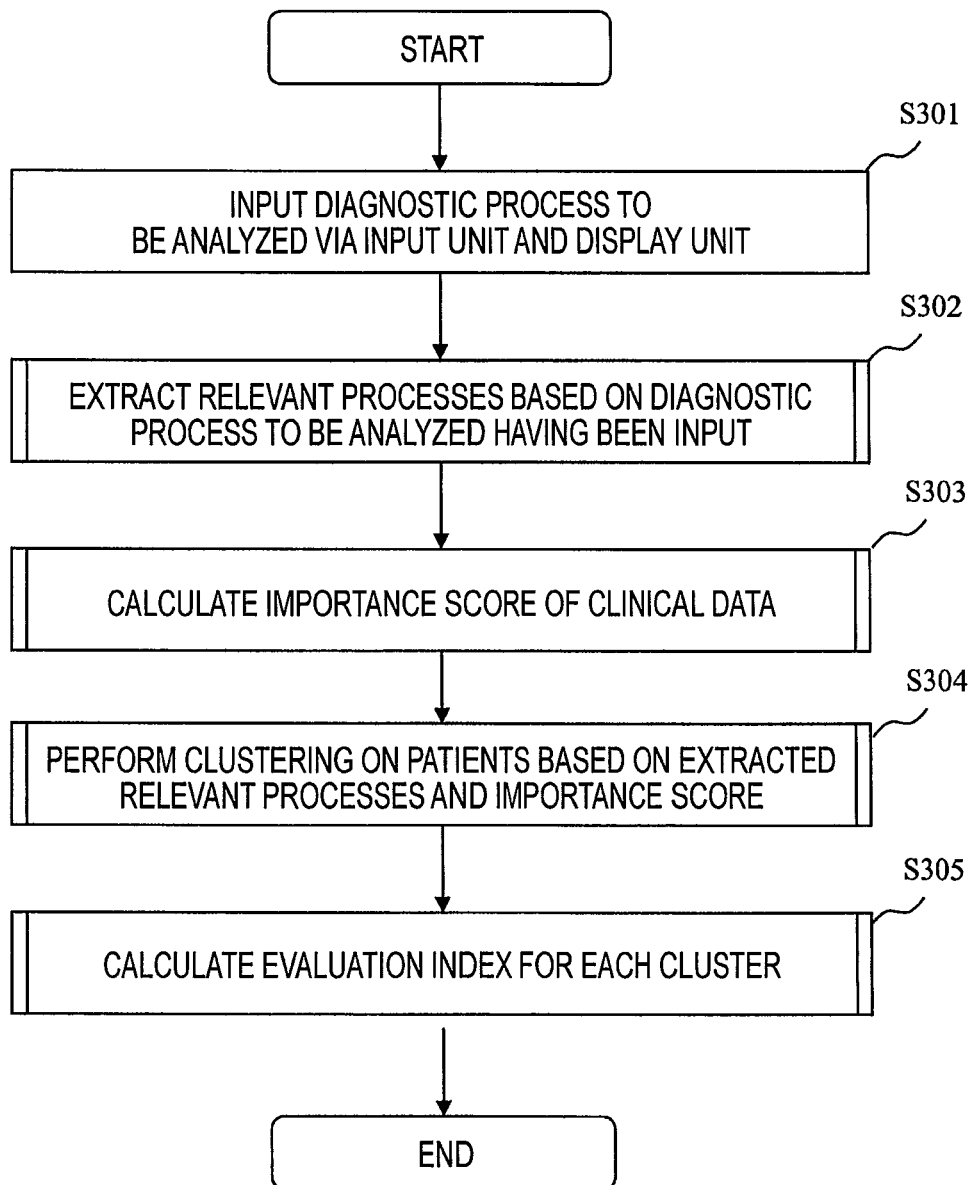 START
S301
INPUT DIAGNOSTIC PROCESS TO
BE ANALYZED VIA INPUT UNIT AND DISPLAY UNIT
S302
EXTRACT RELEVANT PROCESSES BASED ON DIAGNOSTIC
PROCESS TO BE ANALYZED HAVING BEEN INPUT
S303
CALCULATE IMPORTANCE SCORE OF CLINICAL DATA
S304
PERFORM CLUSTERING ON PATIENTS BASED ON EXTRACTED
RELEVANT PROCESSES AND IMPORTANCE SCORE
S305
CALCULATE EVALUATION INDEX FOR EACH CLUSTER
END